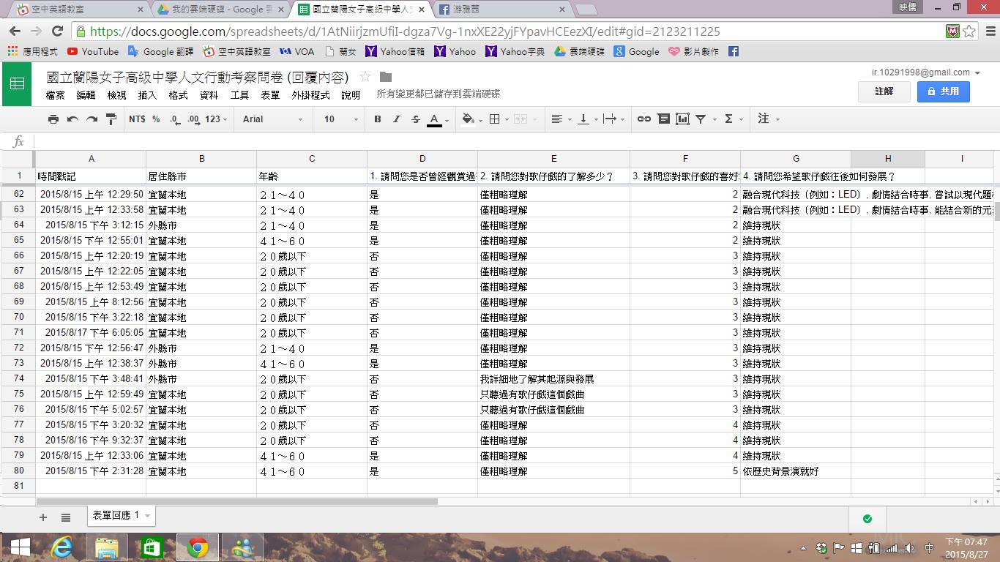 空中英語教室 我的雲端硬碟 - Google 國立蘭陽女子高級中學人 游雅茜 映儒
https://docs.google.com/spreadsheets/d/1AtNiirjzmUfiI-dgza7Vg-1nxXE22yjFYpavHCEezXI/edit#gid=2123211225
應用程式 YouTube Google 翻譯 空中英語教室 VOA 蘭女 Yahoo信箱 Yahoo Yahoo字典 雲端硬碟 Google 影片製作
國立蘭陽女子高級中學人文行動考察問卷 (回覆內容) ir.10291998@gmail.com
檔案 編輯 檢視 插入 格式 資料 工具 表單 外掛程式 說明 所有變更都已儲存到雲端硬碟 註解 共用
NT$ % .0 .00 123 Arial 10 B I S A Σ 注
fx
A B C D E F G H I
1 時間戳記 居住縣市 年齡 1. 請問您是否曾經觀賞過 2. 請問您對歌仔戲的了解多少？ 3. 請問您對歌仔戲的喜好 4. 請問您希望歌仔戲往後如何發展？
62 2015/8/15 上午 12:29:50 宜蘭本地 ２１～４０ 是 僅粗略理解 2 融合現代科技（例如：LED）, 劇情結合時事, 嘗試以現代題
63 2015/8/15 上午 12:33:58 宜蘭本地 ２１～４０ 是 僅粗略理解 2 融合現代科技（例如：LED）, 劇情結合時事, 能結合新的元
64 2015/8/15 下午 3:12:15 外縣市 ２１～４０ 是 僅粗略理解 2 維持現狀
65 2015/8/15 下午 12:55:01 宜蘭本地 ４１～６０ 是 僅粗略理解 2 維持現狀
66 2015/8/15 上午 12:20:19 宜蘭本地 ２０歲以下 否 僅粗略理解 3 維持現狀
67 2015/8/15 上午 12:22:05 宜蘭本地 ２０歲以下 否 僅粗略理解 3 維持現狀
68 2015/8/15 上午 12:53:49 宜蘭本地 ２０歲以下 否 僅粗略理解 3 維持現狀
69 2015/8/15 上午 8:12:56 宜蘭本地 ２０歲以下 否 僅粗略理解 3 維持現狀
70 2015/8/15 下午 3:22:18 宜蘭本地 ２０歲以下 否 僅粗略理解 3 維持現狀
71 2015/8/17 下午 6:05:05 宜蘭本地 ２０歲以下 否 僅粗略理解 3 維持現狀
72 2015/8/15 下午 12:56:47 外縣市 ２１～４０ 是 僅粗略理解 3 維持現狀
73 2015/8/15 上午 12:38:37 外縣市 ４１～６０ 是 僅粗略理解 3 維持現狀
74 2015/8/15 下午 3:48:41 外縣市 ２０歲以下 否 我詳細地了解其起源與發展 3 維持現狀
75 2015/8/15 上午 12:59:49 宜蘭本地 ２０歲以下 否 只聽過有歌仔戲這個戲曲 3 維持現狀
76 2015/8/15 下午 5:02:57 宜蘭本地 ２０歲以下 否 只聽過有歌仔戲這個戲曲 3 維持現狀
77 2015/8/15 下午 3:20:32 宜蘭本地 ２０歲以下 否 僅粗略理解 4 維持現狀
78 2015/8/16 下午 9:32:37 宜蘭本地 ２０歲以下 否 僅粗略理解 4 維持現狀
79 2015/8/15 上午 12:33:06 宜蘭本地 ４１～６０ 是 僅粗略理解 4 維持現狀
80 2015/8/15 下午 2:31:28 宜蘭本地 ４１～６０ 是 僅粗略理解 5 依歷史背景演就好
81
表單回應 1
中 下午 07:47
2015/8/27